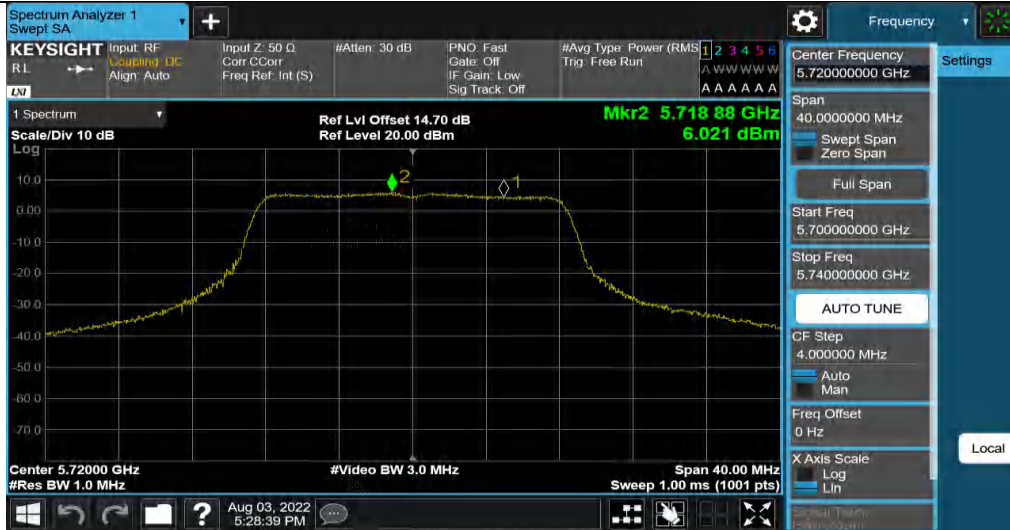 Spectrum Analyzer 1
Swept SA
+
Frequency
KEYSIGHT
RL
LXI
Input: RF
Coupling: DC
Align: Auto
Input Z: 50 Ω
Corr CCorr
Freq Ref: Int (S)
#Atten: 30 dB
PNO: Fast
Gate: Off
IF Gain: Low
Sig Track: Off
#Avg Type: Power (RMS
Trig: Free Run
1 2 3 4 5 6
A W W W W W
A A A A A A
Center Frequency
5.720000000 GHz
Settings
1 Spectrum
Scale/Div 10 dB
Log
Ref Lvl Offset 14.70 dB
Ref Level 20.00 dBm
Mkr2 5.718 88 GHz
6.021 dBm
2
1
10.0
0.00
-10.0
-20.0
-30.0
-40.0
-50.0
-60.0
-70.0
Span
40.0000000 MHz
Swept Span
Zero Span
Full Span
Start Freq
5.700000000 GHz
Stop Freq
5.740000000 GHz
AUTO TUNE
CF Step
4.000000 MHz
Auto
Man
Freq Offset
0 Hz
X Axis Scale
Log
Lin
Local
Center 5.72000 GHz
#Res BW 1.0 MHz
#Video BW 3.0 MHz
Span 40.00 MHz
Sweep 1.00 ms (1001 pts)
?
Aug 03, 2022
5:28:39 PM